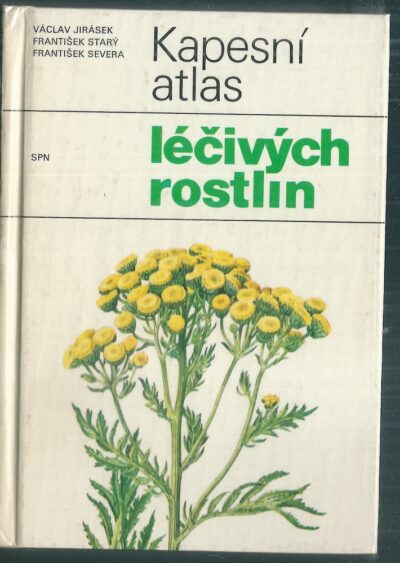 VÁCLAV JIRÁSEK
FRANTIŠEK STARÝ
FRANTIŠEK SEVERA
Kapesní
atlas
SPN
léčivých
rostlin